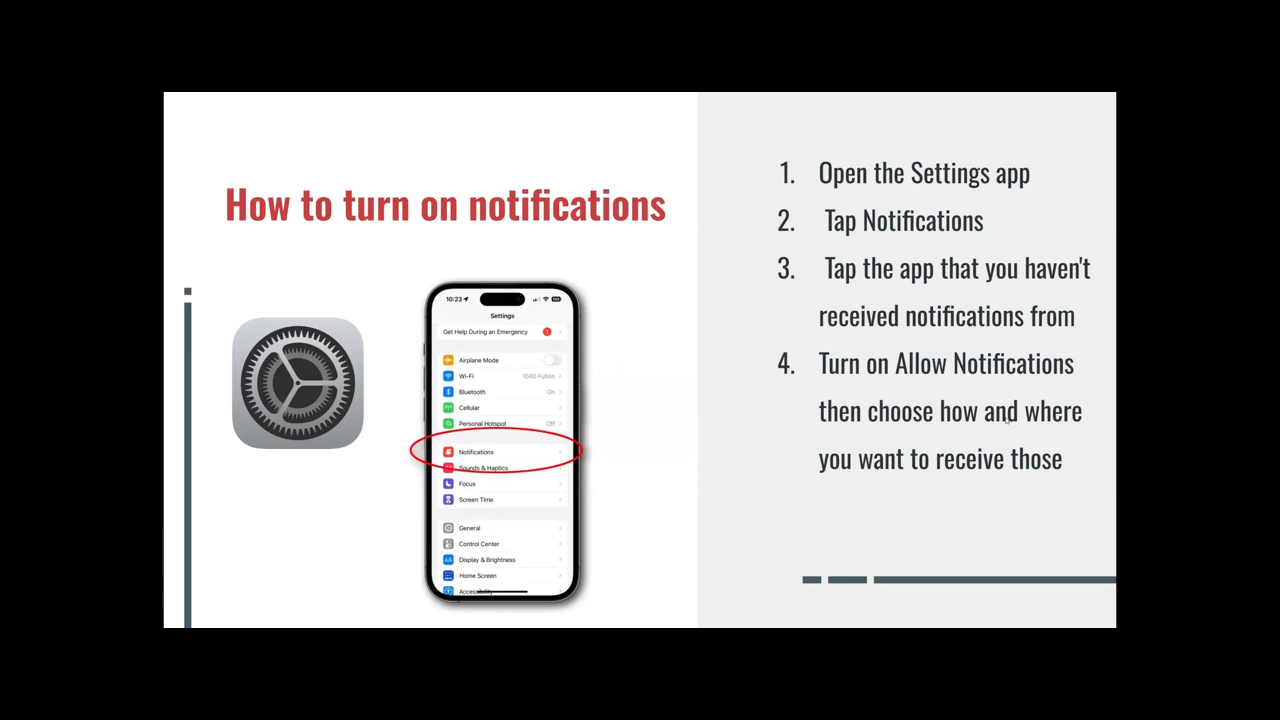 How to turn on notifications
10:23
Settings
Get Help During an Emergency 1
Airplane Mode
Wi-Fi 1040 Fulton
Bluetooth On
Cellular
Personal Hotspot Off
Notifications
Sounds & Haptics
Focus
Screen Time
General
Control Center
AA Display & Brightness
Home Screen
Accessibility
1. Open the Settings app
2. Tap Notifications
3. Tap the app that you haven't
received notifications from
4. Turn on Allow Notifications
then choose how and where
you want to receive those